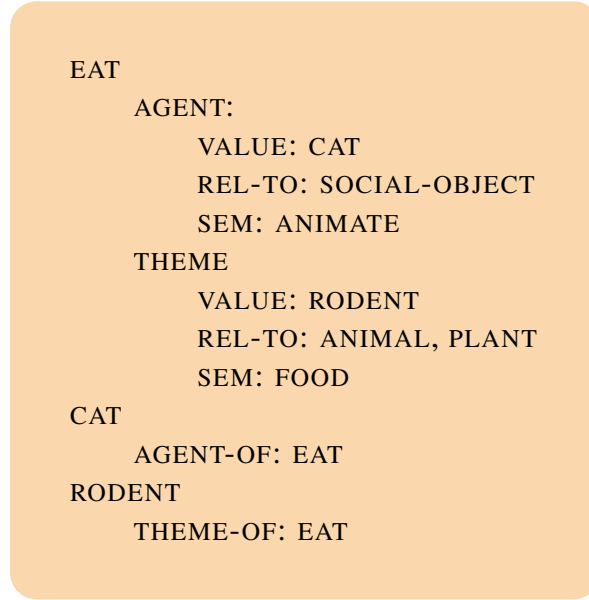 EAT
AGENT:
VALUE: CAT
REL-TO: SOCIAL-OBJECT
SEM: ANIMATE
THEME
VALUE: RODENT
REL-TO: ANIMAL, PLANT
SEM: FOOD
CAT
AGENT-OF: EAT
RODENT
THEME-OF: EAT